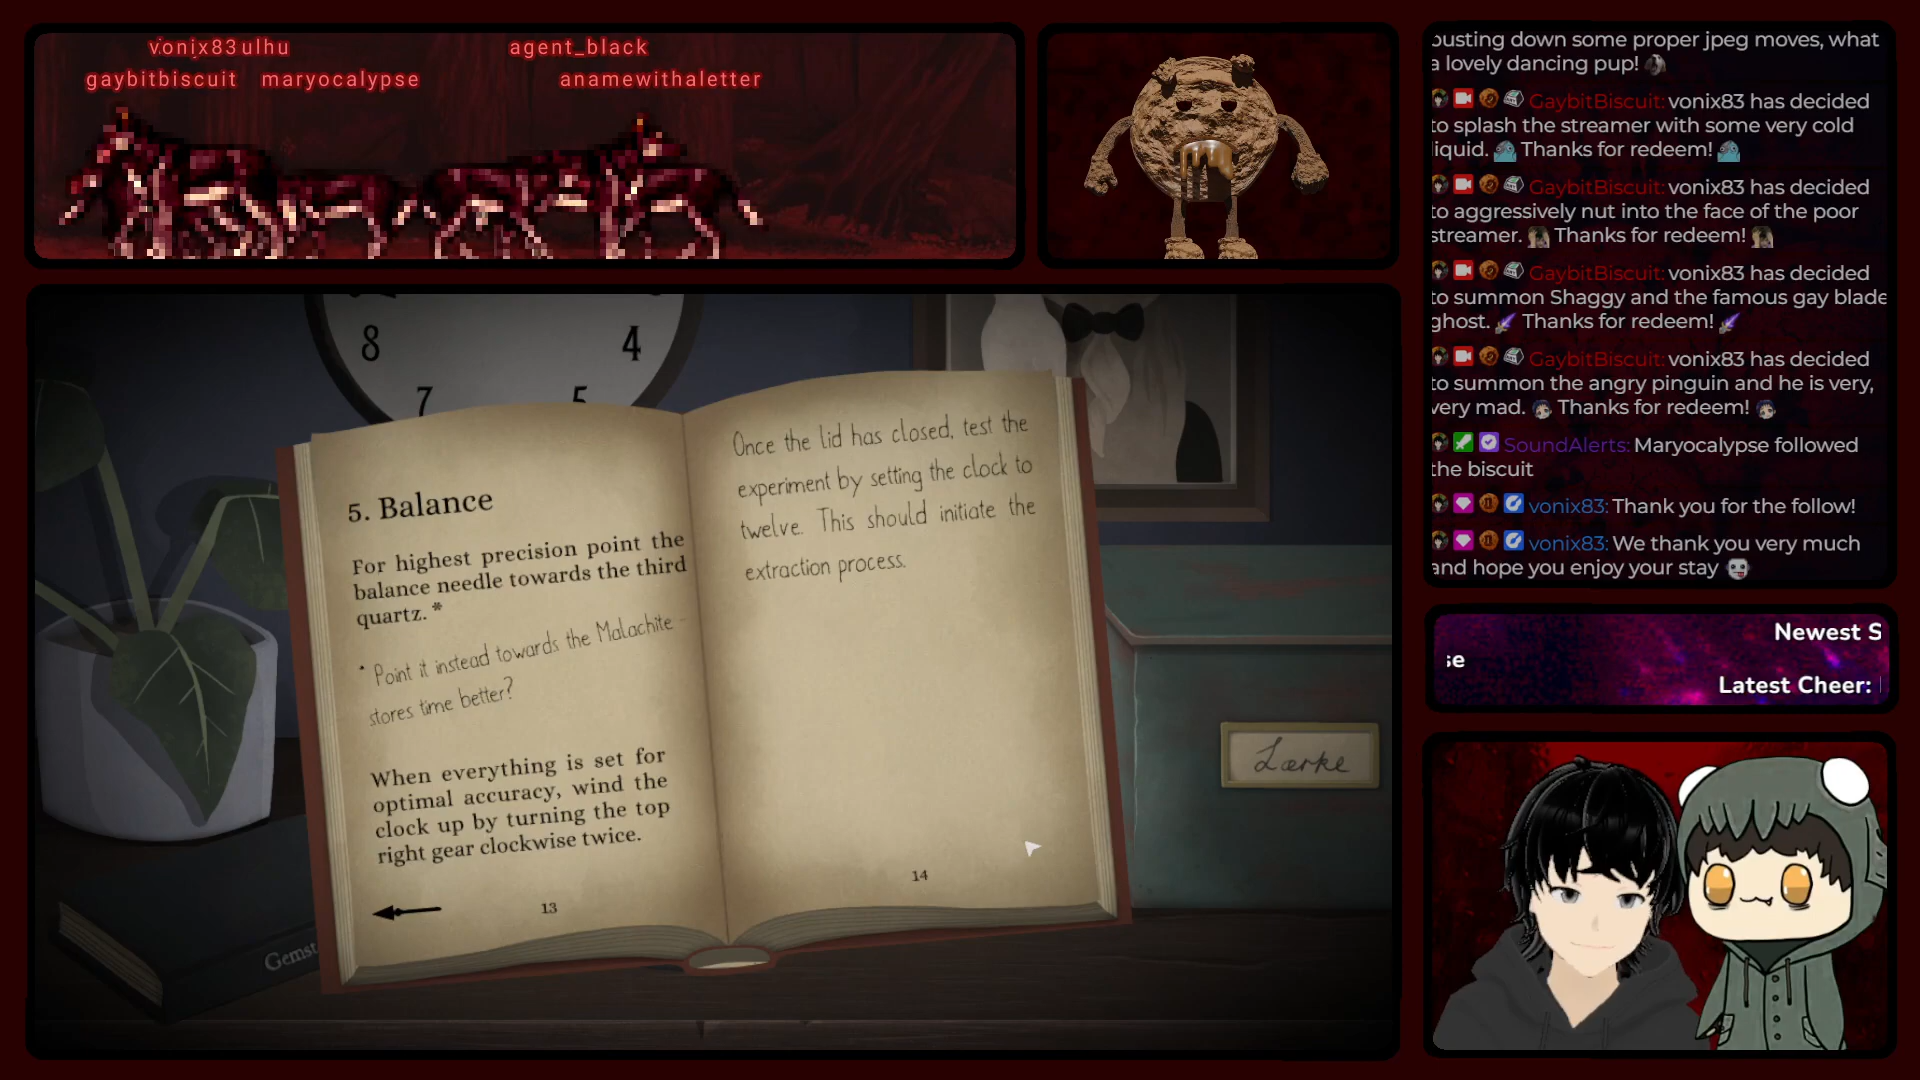 vonix83ulhu
agent_black
gaybitbiscuit maryocalypse
anamewithaletter
8
4
7
5
5. Balance
For highest precision point the
balance needle towards the third
quartz. *
* Point it instead towards the Malachite -
stores time better?
When everything is set for
optimal accuracy, wind the
clock up by turning the top
right gear clockwise twice.
13
Once the lid has closed, test the
experiment by setting the clock to
twelve. This should initiate the
extraction process.
14
Gemst
Lærke
busting down some proper jpeg moves, what
a lovely dancing pup!
GaybitBiscuit: vonix83 has decided
to splash the streamer with some very cold
liquid. Thanks for redeem!
GaybitBiscuit: vonix83 has decided
to aggressively nut into the face of the poor
streamer. Thanks for redeem!
GaybitBiscuit: vonix83 has decided
to summon Shaggy and the famous gay blade
ghost. Thanks for redeem!
GaybitBiscuit: vonix83 has decided
to summon the angry pinguin and he is very,
very mad. Thanks for redeem!
SoundAlerts: Maryocalypse followed
the biscuit
vonix83: Thank you for the follow!
vonix83: We thank you very much
and hope you enjoy your stay
Newest S
se
Latest Cheer: